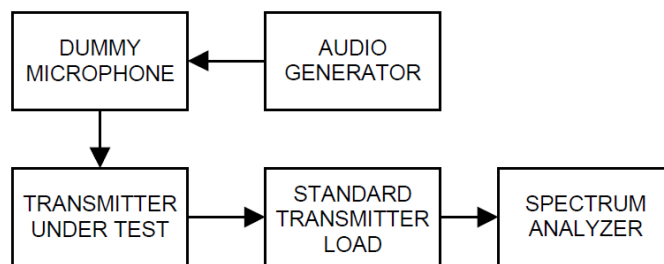 DUMMY
MICROPHONE
AUDIO
GENERATOR
TRANSMITTER
UNDER TEST
STANDARD
TRANSMITTER
LOAD
SPECTRUM
ANALYZER